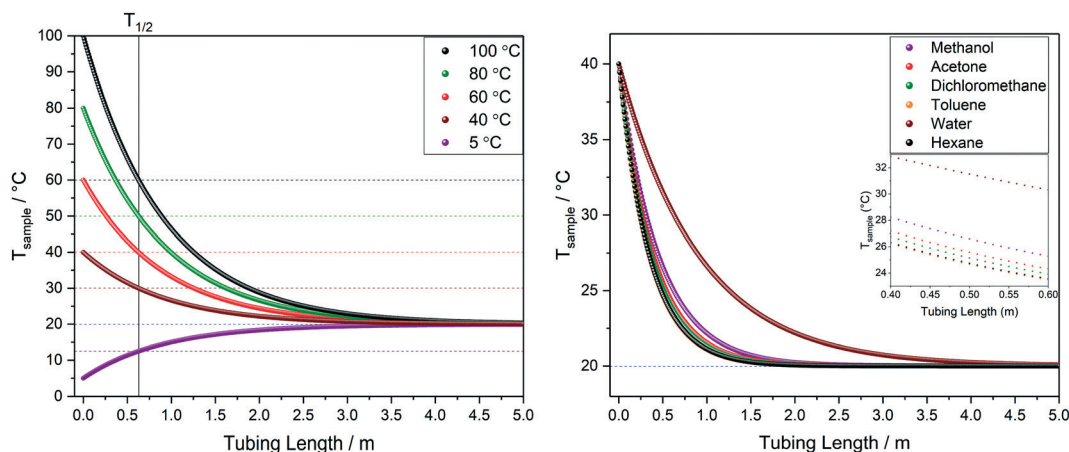 T1/2
100 °C
80 °C
60 °C
40 °C
5 °C
100
90
80
70
60
50
40
30
20
10
0
Tsample / °C
0.0 0.5 1.0 1.5 2.0 2.5 3.0 3.5 4.0 4.5 5.0
Tubing Length / m
Methanol
Acetone
Dichloromethane
Toluene
Water
Hexane
40
35
30
25
20
Tsample / °C
0.0 0.5 1.0 1.5 2.0 2.5 3.0 3.5 4.0 4.5 5.0
Tubing Length / m
32
30
28
26
24
Tsample (°C)
0.40 0.45 0.50 0.55 0.60
Tubing Length (m)